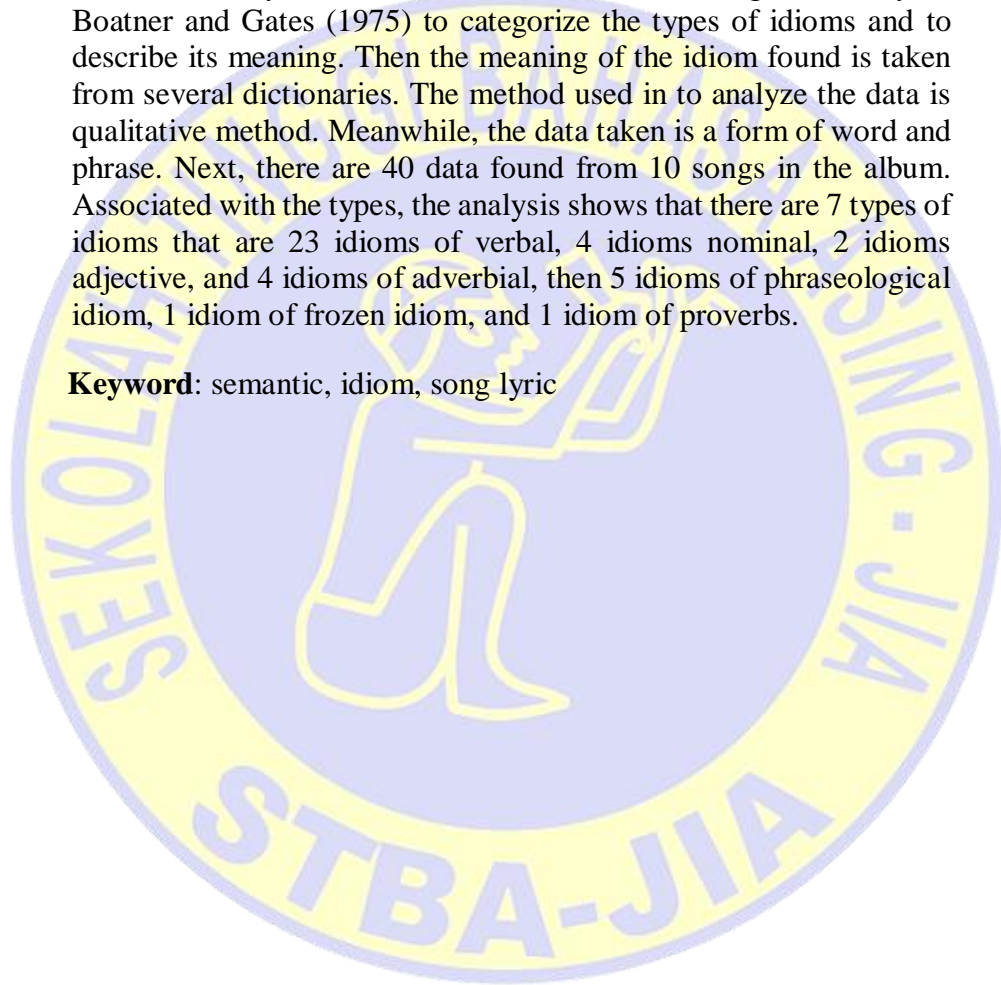 Boatner and Gates (1975) to categorize the types of idioms and to
describe its meaning. Then the meaning of the idiom found is taken
from several dictionaries. The method used in to analyze the data is
qualitative method. Meanwhile, the data taken is a form of word and
phrase. Next, there are 40 data found from 10 songs in the album.
Associated with the types, the analysis shows that there are 7 types of
idioms that are 23 idioms of verbal, 4 idioms nominal, 2 idioms
adjective, and 4 idioms of adverbial, then 5 idioms of phraseological
idiom, 1 idiom of frozen idiom, and 1 idiom of proverbs.
Keyword: semantic, idiom, song lyric
SEKOLAH TINGGI BAHASA ASING - JIA
STBA-JIA